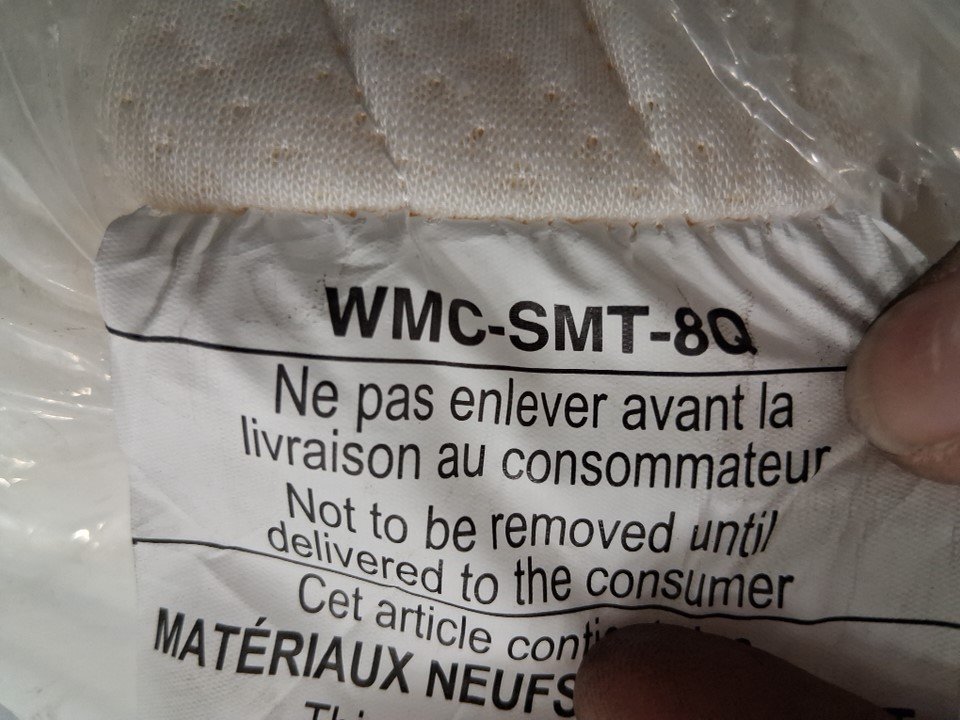 WMC-SMT-8Q
Ne pas enlever avant la
livraison au consommateur
Not to be removed until
delivered to the consumer
Cet article
MATÉRIAUX NEUFS